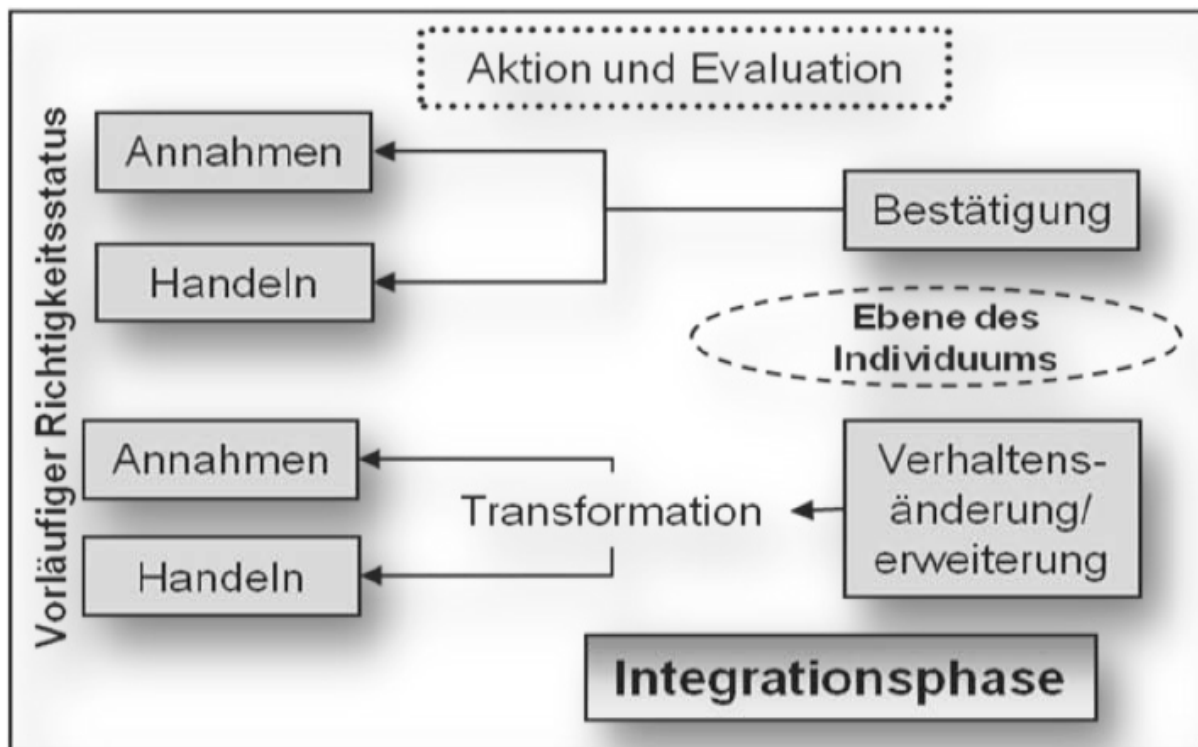 Aktion und Evaluation
Vorläufiger Richtigkeitsstatus
Annahmen
Handeln
Bestätigung
Ebene des
Individuums
Annahmen
Handeln
Transformation
Verhaltens-
änderung/
erweiterung
Integrationsphase